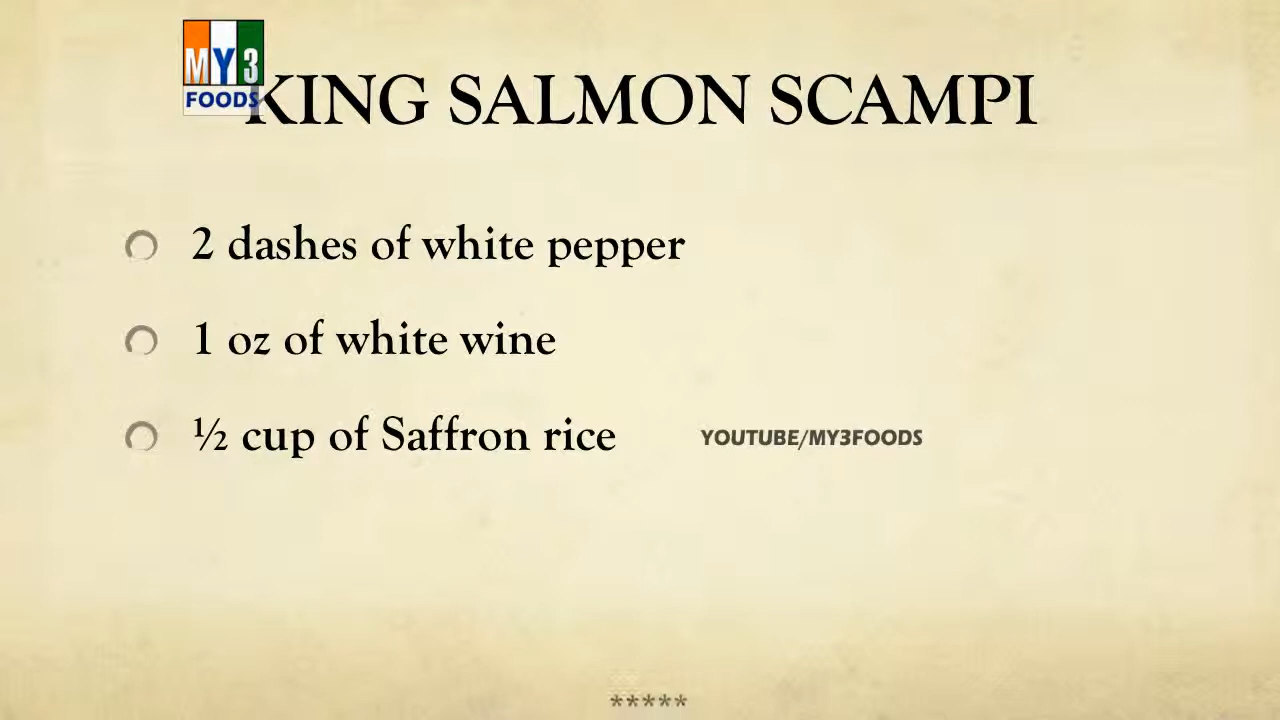 MY3
FOODS
KING SALMON SCAMPI
2 dashes of white pepper
1 oz of white wine
½ cup of Saffron rice
YOUTUBE/MY3FOODS
*****